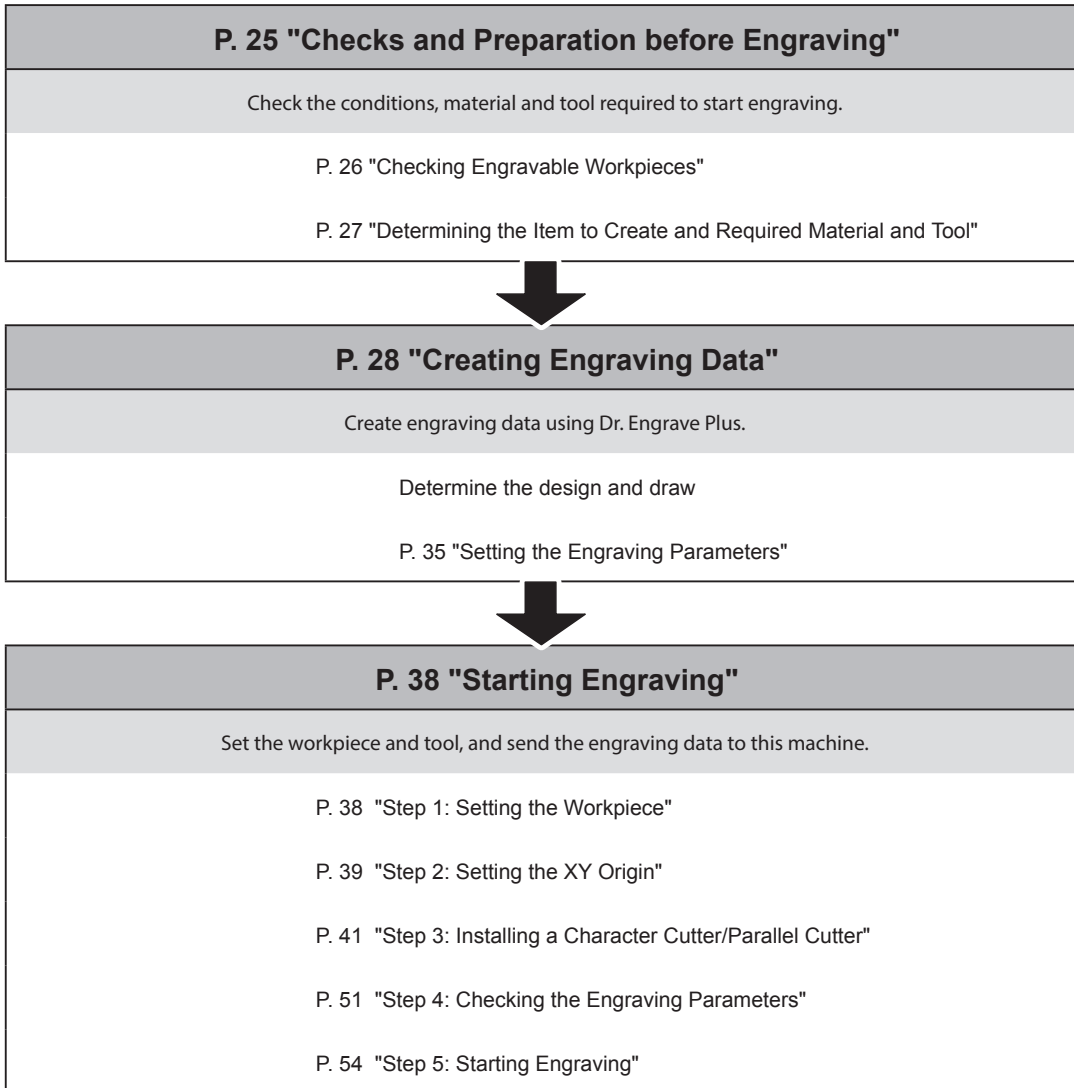 P. 25 "Checks and Preparation before Engraving"
Check the conditions, material and tool required to start engraving.
P. 26 "Checking Engravable Workpieces"
P. 27 "Determining the Item to Create and Required Material and Tool"
P. 28 "Creating Engraving Data"
Create engraving data using Dr. Engrave Plus.
Determine the design and draw
P. 35 "Setting the Engraving Parameters"
P. 38 "Starting Engraving"
Set the workpiece and tool, and send the engraving data to this machine.
P. 38 "Step 1: Setting the Workpiece"
P. 39 "Step 2: Setting the XY Origin"
P. 41 "Step 3: Installing a Character Cutter/Parallel Cutter"
P. 51 "Step 4: Checking the Engraving Parameters"
P. 54 "Step 5: Starting Engraving"